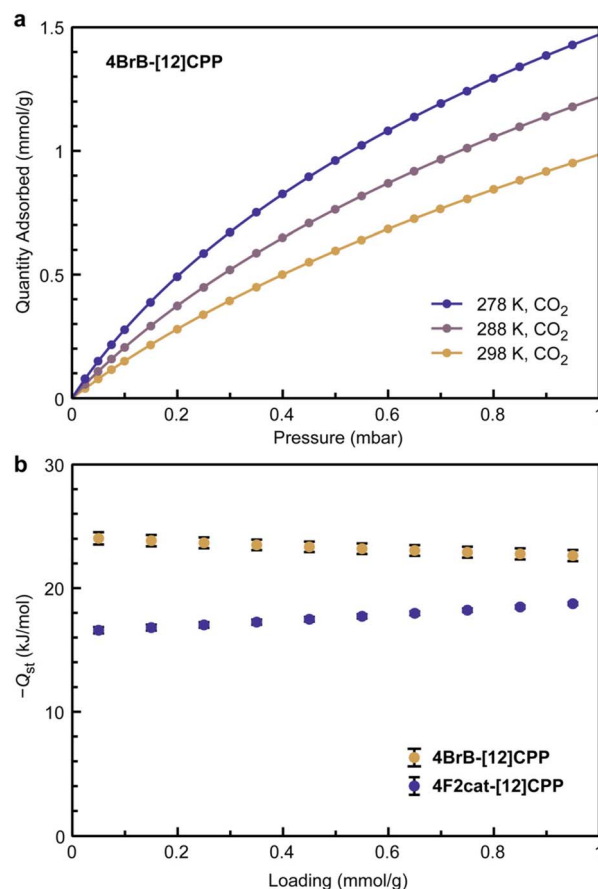 a
1.5
1
0.5
0
Quantity Adsorbed (mmol/g)
4BrB-[12]CPP
278 K, CO₂
288 K, CO₂
298 K, CO₂
0 0.2 0.4 0.6 0.8 1
Pressure (mbar)
b
30
20
10
0
−Qst (kJ/mol)
4BrB-[12]CPP
4F2cat-[12]CPP
0 0.2 0.4 0.6 0.8 1
Loading (mmol/g)